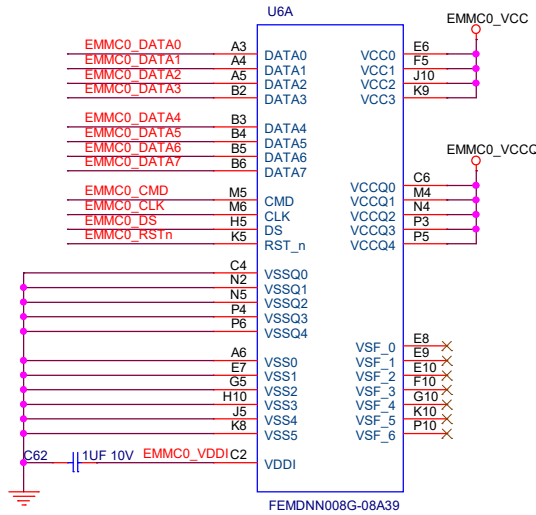 U6A
EMMC0_VCC
EMMC0_DATA0 A3 DATA0 VCC0 E6
EMMC0_DATA1 A4 DATA1 VCC1 F5
EMMC0_DATA2 A5 DATA2 VCC2 J10
EMMC0_DATA3 B2 DATA3 VCC3 K9
EMMC0_DATA4 B3 DATA4
EMMC0_DATA5 B4 DATA5
EMMC0_VCCQ
EMMC0_DATA6 B5 DATA6
EMMC0_DATA7 B6 DATA7
VCCQ0 C6
EMMC0_CMD M5 CMD VCCQ1 M4
EMMC0_CLK M6 CLK VCCQ2 N4
EMMC0_DS H5 DS VCCQ3 P3
EMMC0_RSTn K5 RST_n VCCQ4 P5
C4 VSSQ0
N2 VSSQ1
N5 VSSQ2
P4 VSSQ3
P6 VSSQ4
VSF_0 E8
A6 VSS0 VSF_1 E9
E7 VSS1 VSF_2 E10
G5 VSS2 VSF_3 F10
H10 VSS3 VSF_4 G10
J5 VSS4 VSF_5 K10
K8 VSS5 VSF_6 P10
C62 1UF 10V EMMC0_VDDI C2 VDDI
FEMDNN008G-08A39